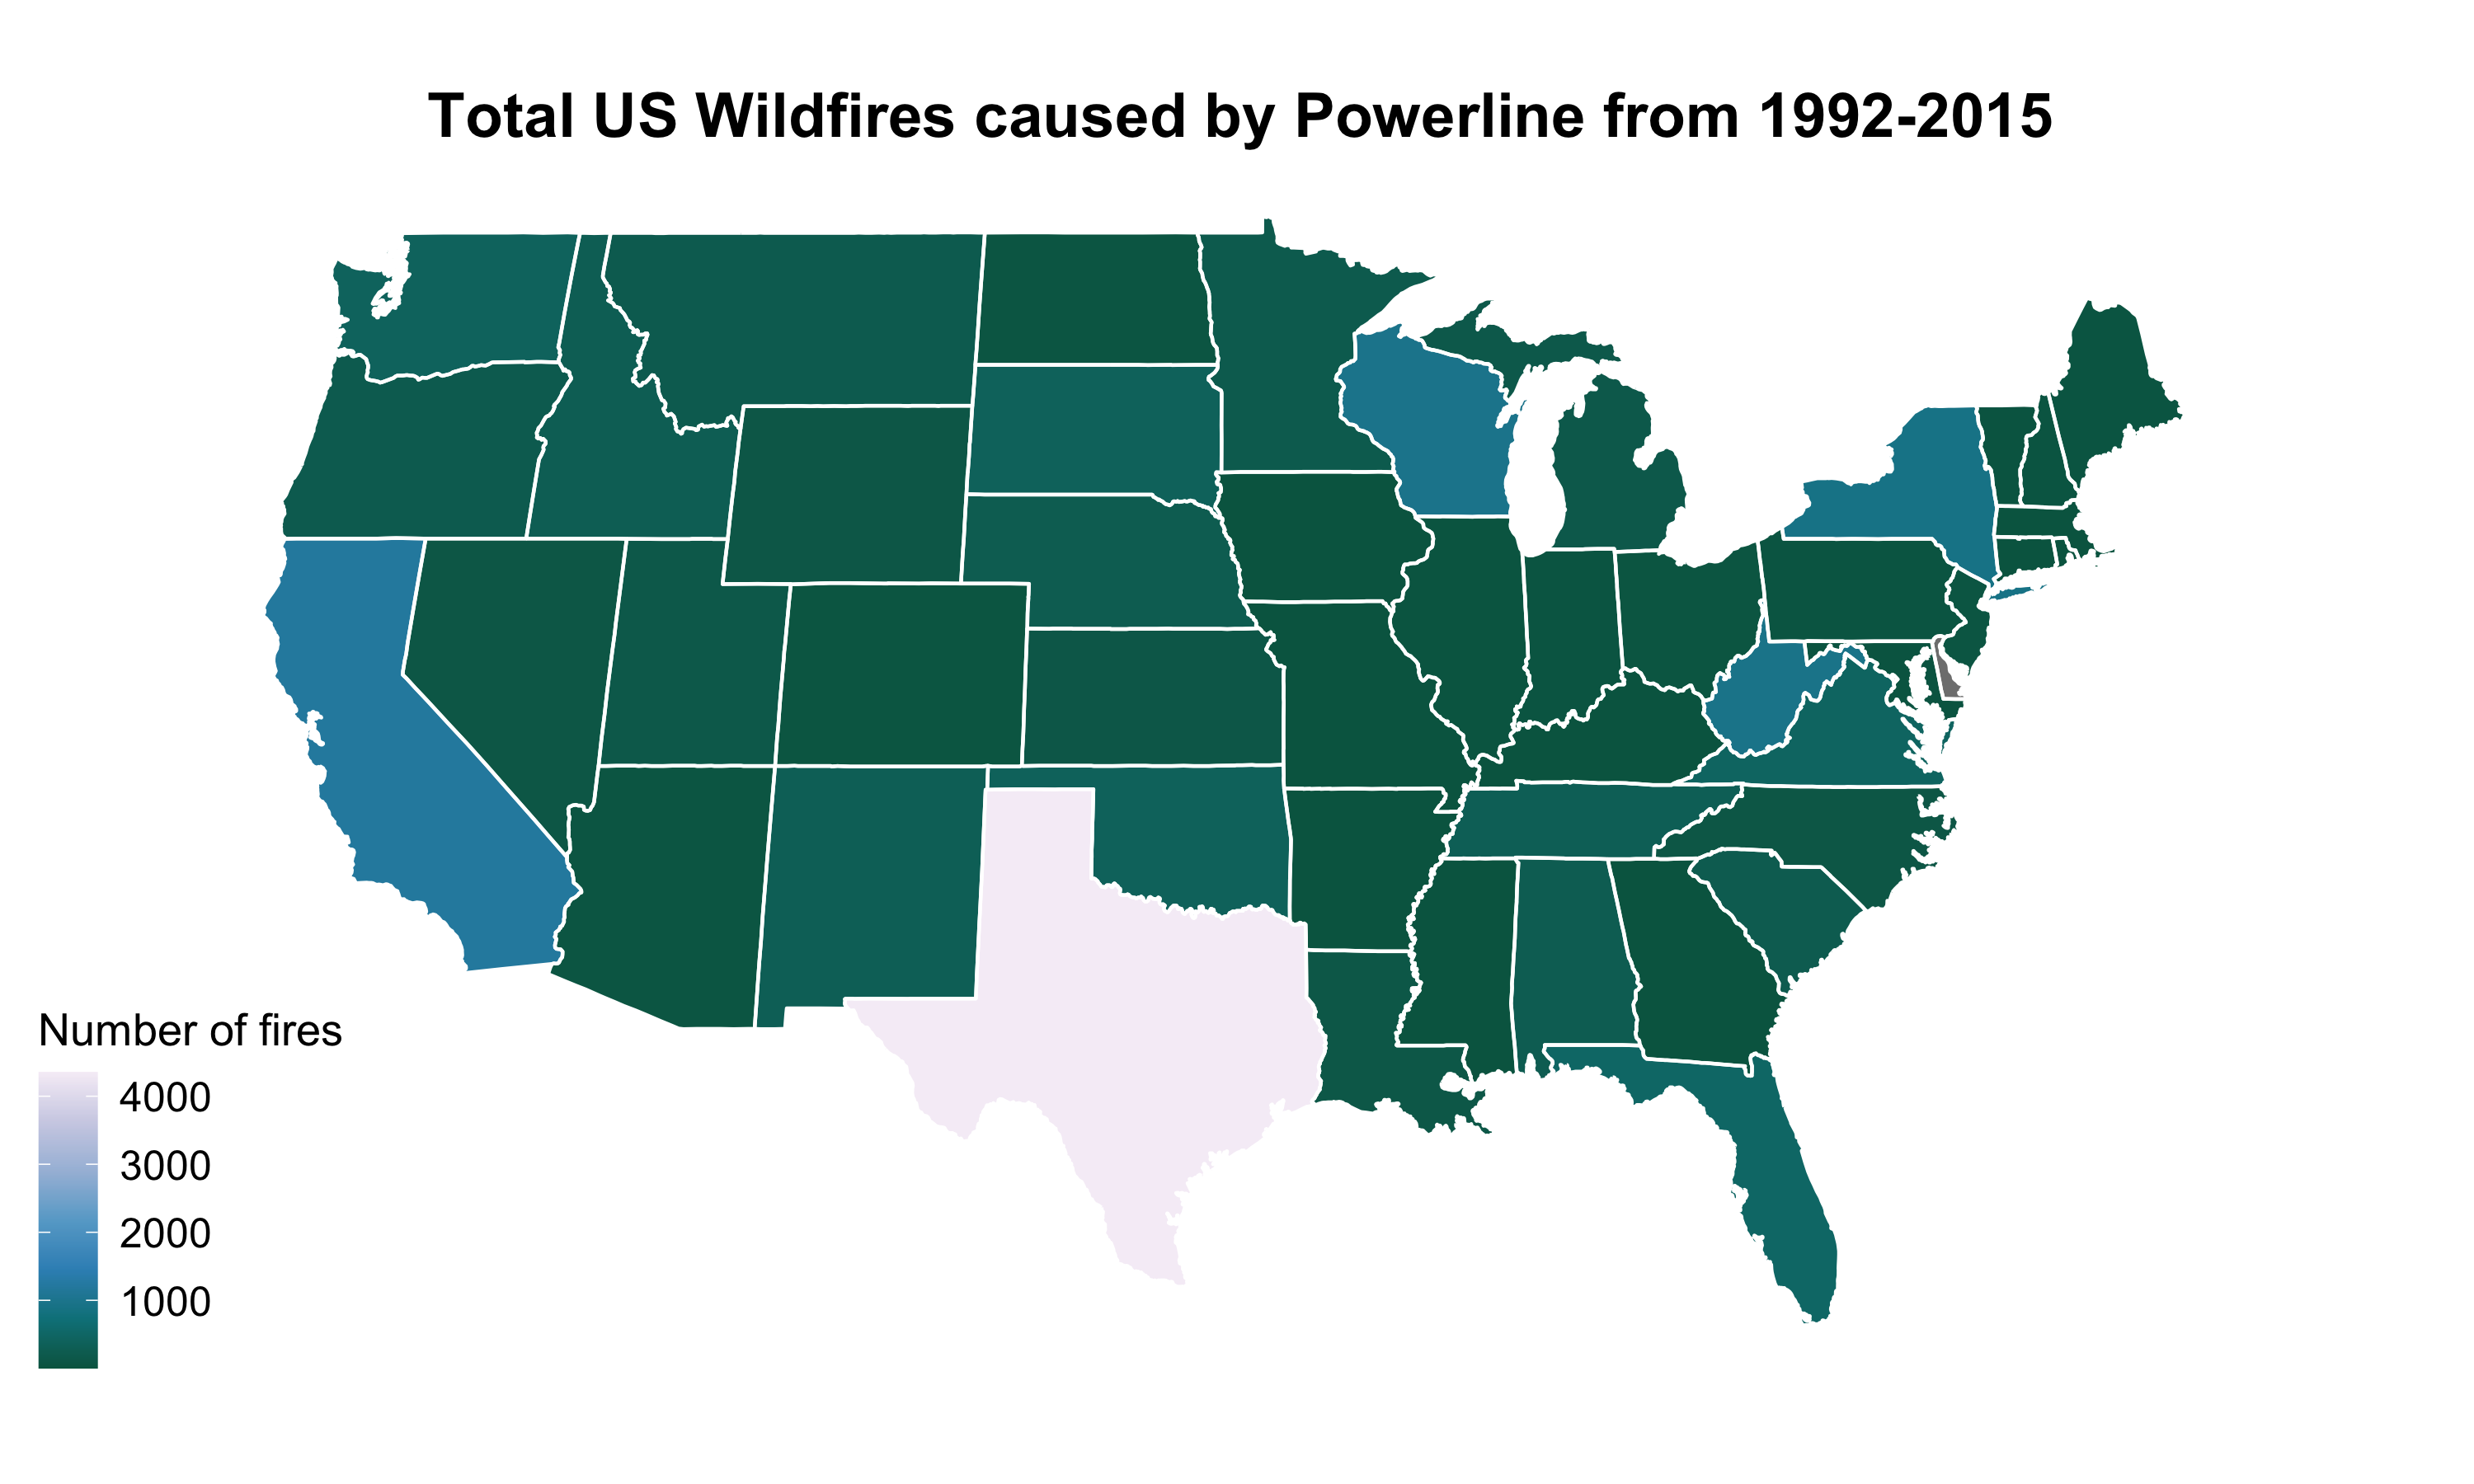 Total US Wildfires caused by Powerline from 1992-2015
Number of fires
4000
3000
2000
1000